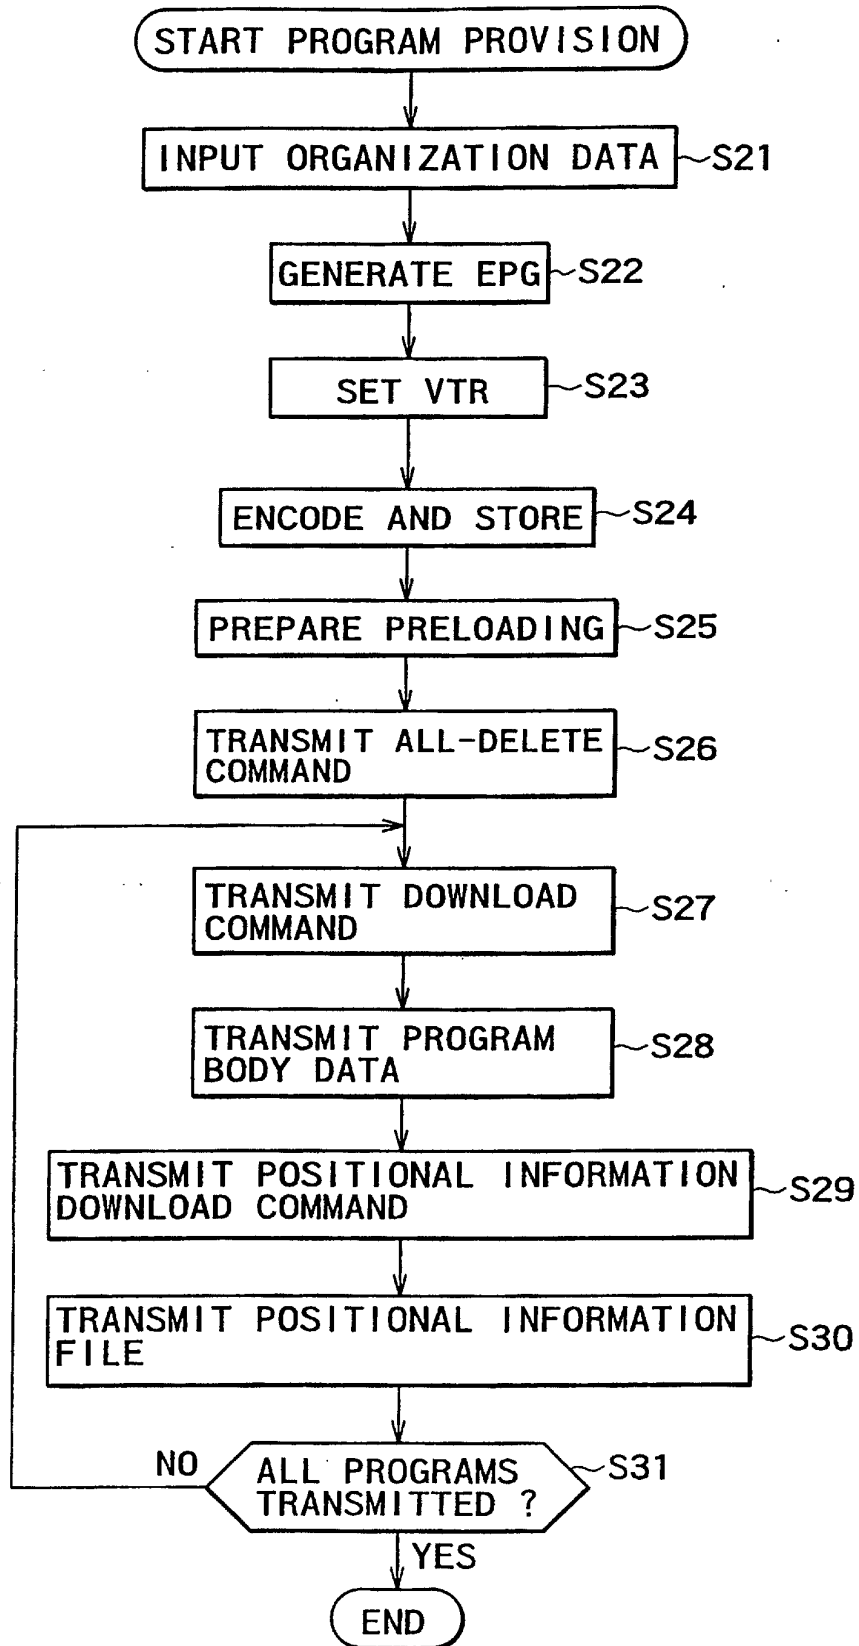 START PROGRAM PROVISION
INPUT ORGANIZATION DATA
S21
GENERATE EPG
S22
SET VTR
S23
ENCODE AND STORE
S24
PREPARE PRELOADING
S25
TRANSMIT ALL-DELETE
COMMAND
S26
TRANSMIT DOWNLOAD
COMMAND
S27
TRANSMIT PROGRAM
BODY DATA
S28
TRANSMIT POSITIONAL INFORMATION
DOWNLOAD COMMAND
S29
TRANSMIT POSITIONAL INFORMATION
FILE
S30
NO
ALL PROGRAMS
TRANSMITTED ?
S31
YES
END